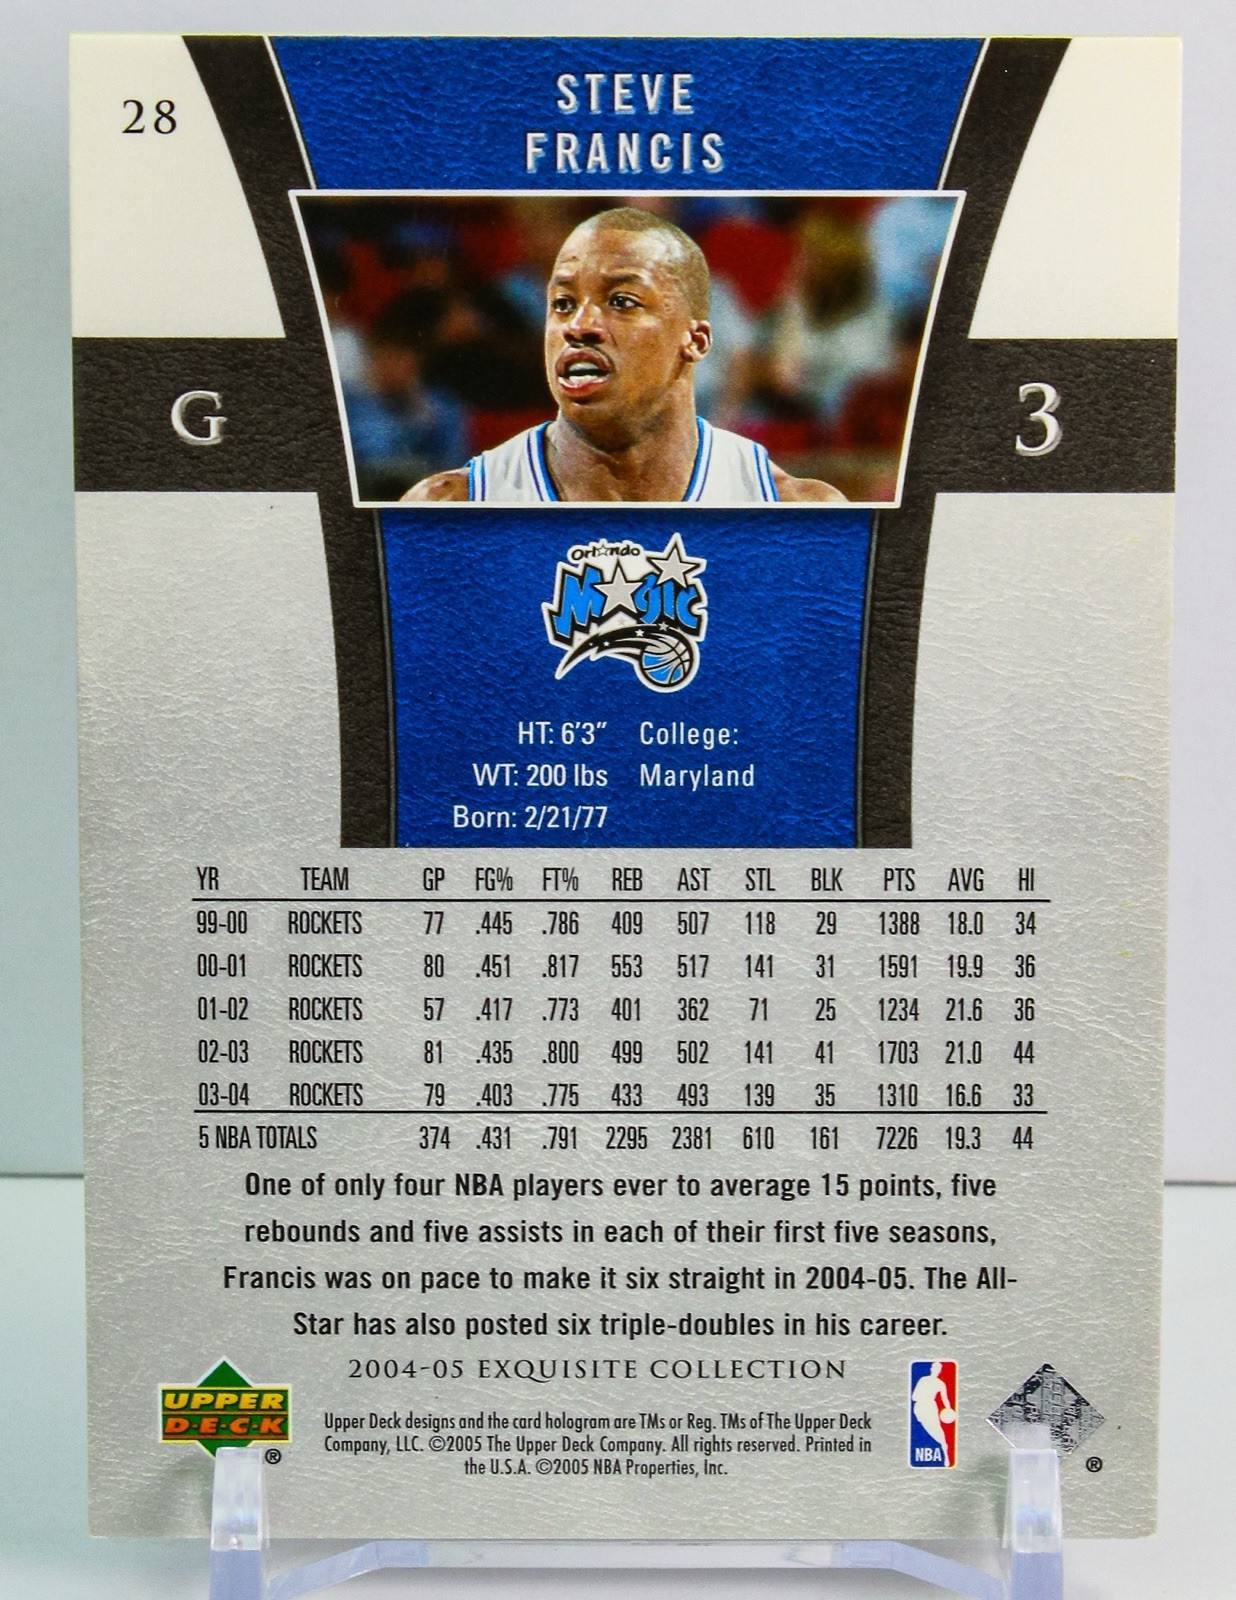 28
STEVE
FRANCIS
G
3
Orlando
Magic
HT: 6'3" College:
WT: 200 lbs Maryland
Born: 2/21/77
YR TEAM GP FG% FT% REB AST STL BLK PTS AVG HI
99-00 ROCKETS 77 .445 .786 409 507 118 29 1388 18.0 34
00-01 ROCKETS 80 .451 .817 553 517 141 31 1591 19.9 36
01-02 ROCKETS 57 .417 .773 401 362 71 25 1234 21.6 36
02-03 ROCKETS 81 .435 .800 499 502 141 41 1703 21.0 44
03-04 ROCKETS 79 .403 .775 433 493 139 35 1310 16.6 33
5 NBA TOTALS 374 .431 .791 2295 2381 610 161 7226 19.3 44
One of only four NBA players ever to average 15 points, five
rebounds and five assists in each of their first five seasons,
Francis was on pace to make it six straight in 2004-05. The All-
Star has also posted six triple-doubles in his career.
2004-05 EXQUISITE COLLECTION
UPPER
D·E·C·K
®
Upper Deck designs and the card hologram are TMs or Reg. TMs of The Upper Deck
Company, LLC. ©2005 The Upper Deck Company. All rights reserved. Printed in
the U.S.A. ©2005 NBA Properties, Inc.
NBA
®